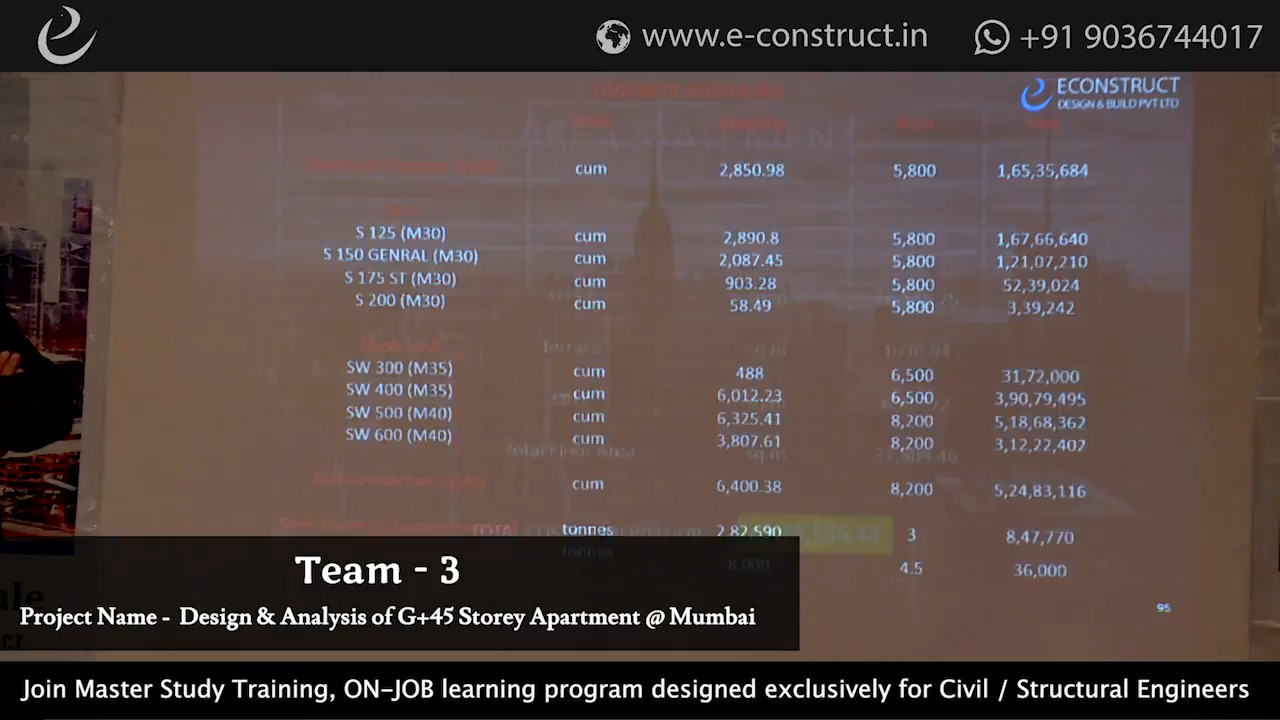 www.e-construct.in
+91 9036744017
ECONSTRUCT
DESIGN & BUILD PVT LTD
cum 2,850.98 5,800 1,65,35,684
S 125 (M30) cum 2,890.8 5,800 1,67,66,640
S 150 GENRAL (M30) cum 2,087.45 5,800 1,21,07,210
S 175 ST (M30) cum 903.28 5,800 52,39,024
S 200 (M30) cum 58.49 5,800 3,39,242
SW 300 (M35) cum 488 6,500 31,72,000
SW 400 (M35) cum 6,012.23 6,500 3,90,79,495
SW 500 (M40) cum 6,325.41 8,200 5,18,68,362
SW 600 (M40) cum 3,807.61 8,200 3,12,22,402
Total Floor Area sq.m
cum 6,400.38 8,200 5,24,83,116
tonnes 2,82,590 3 8,47,770
tonnes 8,000 4.5 36,000
95
Team - 3
Project Name - Design & Analysis of G+45 Storey Apartment @ Mumbai
Join Master Study Training, ON-JOB learning program designed exclusively for Civil / Structural Engineers